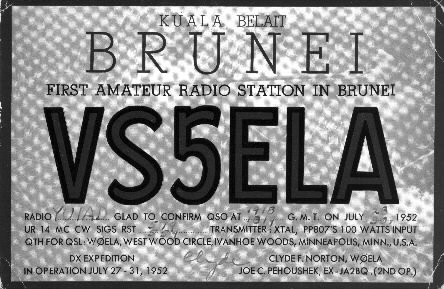 KUALA BELAIT
BRUNEI
FIRST AMATEUR RADIO STATION IN BRUNEI
VS5ELA
RADIO GLAD TO CONFIRM QSO AT G.M.T. ON JULY , 1952
UR 14 MC CW SIGS RST TRANSMITTER; XTAL, PP807'S 100 WATTS INPUT
QTH FOR QSL: WØELA, WESTWOOD CIRCLE, IVANHOE WOODS, MINNEAPOLIS, MINN., U.S.A.
DX EXPEDITION CLYDE F. NORTON, WØELA
IN OPERATION JULY 27-31, 1952 JOE C. PEHOUSHEK, EX-JA2BQ, (2ND OP.)